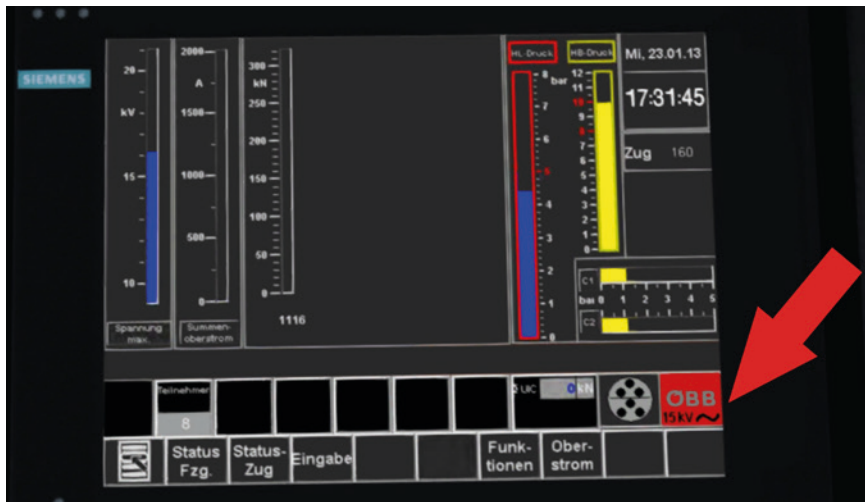 SIEMENS
20
kV
15
10
Spannung
max.
2000
A
1500
1000
500
0
Summen-
oberstrom
300
kN
250
200
150
100
50
0
1116
HL-Druck
8
bar
7
6
5
4
3
2
1
0
HB-Druck
12
11
10
9
8
7
6
5
4
3
2
1
0
Mi, 23.01.13
17:31:45
Zug 160
C1
bar 0 1 2 3 4 5
C2
Teilnehmer
8
UIC 0 kN
ÖBB
15kV
Status
Fzg.
Status-
Zug
Eingabe
Funk-
tionen
Ober-
strom